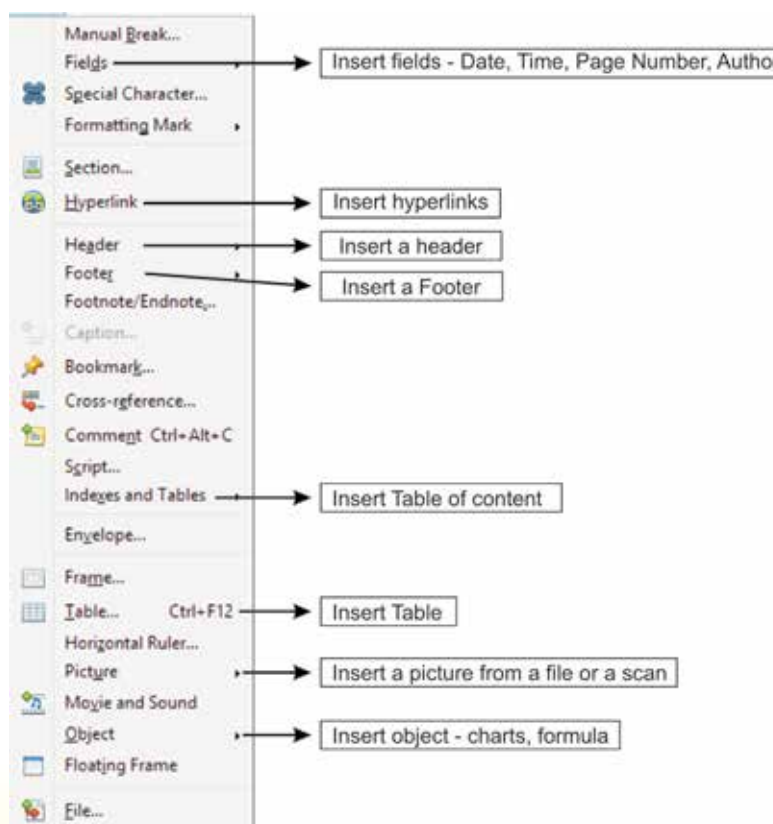 Manual Break...
Fields Insert fields - Date, Time, Page Number, Autho
Special Character...
Formatting Mark
Section...
Hyperlink Insert hyperlinks
Header Insert a header
Footer Insert a Footer
Footnote/Endnote...
Caption...
Bookmark...
Cross-reference...
Comment Ctrl+Alt+C
Script...
Indexes and Tables Insert Table of content
Envelope...
Frame...
Table... Ctrl+F12 Insert Table
Horizontal Ruler...
Picture Insert a picture from a file or a scan
Movie and Sound
Object Insert object - charts, formula
Floating Frame
File...